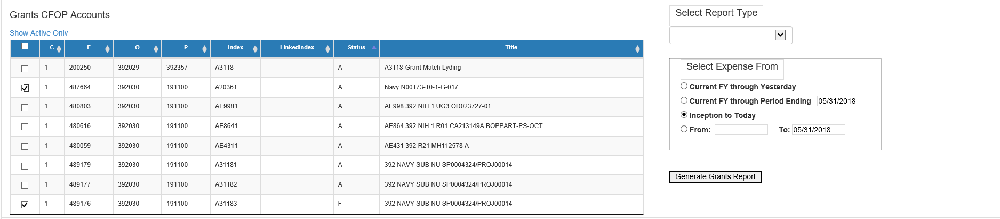 Grants CFOP Accounts
Show Active Only
C F O P Index LinkedIndex Status Title
1 200250 392029 392357 A3118 A A3118-Grant Match Lyding
1 487664 392030 191100 A20361 A Navy N00173-10-1-G-017
1 480803 392030 191100 AE9981 A AE998 392 NIH 1 UG3 OD023727-01
1 480616 392030 191100 AE8641 A AE864 392 NIH 1 R01 CA213149A BOPPART-PS-OCT
1 480059 392030 191100 AE4311 A AE431 392 R21 MH112578 A
1 489179 392030 191100 A31181 A 392 NAVY SUB NU SP0004324/PROJ00014
1 489177 392030 191100 A31182 A 392 NAVY SUB NU SP0004324/PROJ00014
1 489176 392030 191100 A31183 F 392 NAVY SUB NU SP0004324/PROJ00014
Select Report Type
Select Expense From
Current FY through Yesterday
Current FY through Period Ending 05/31/2018
Inception to Today
From: To: 05/31/2018
Generate Grants Report